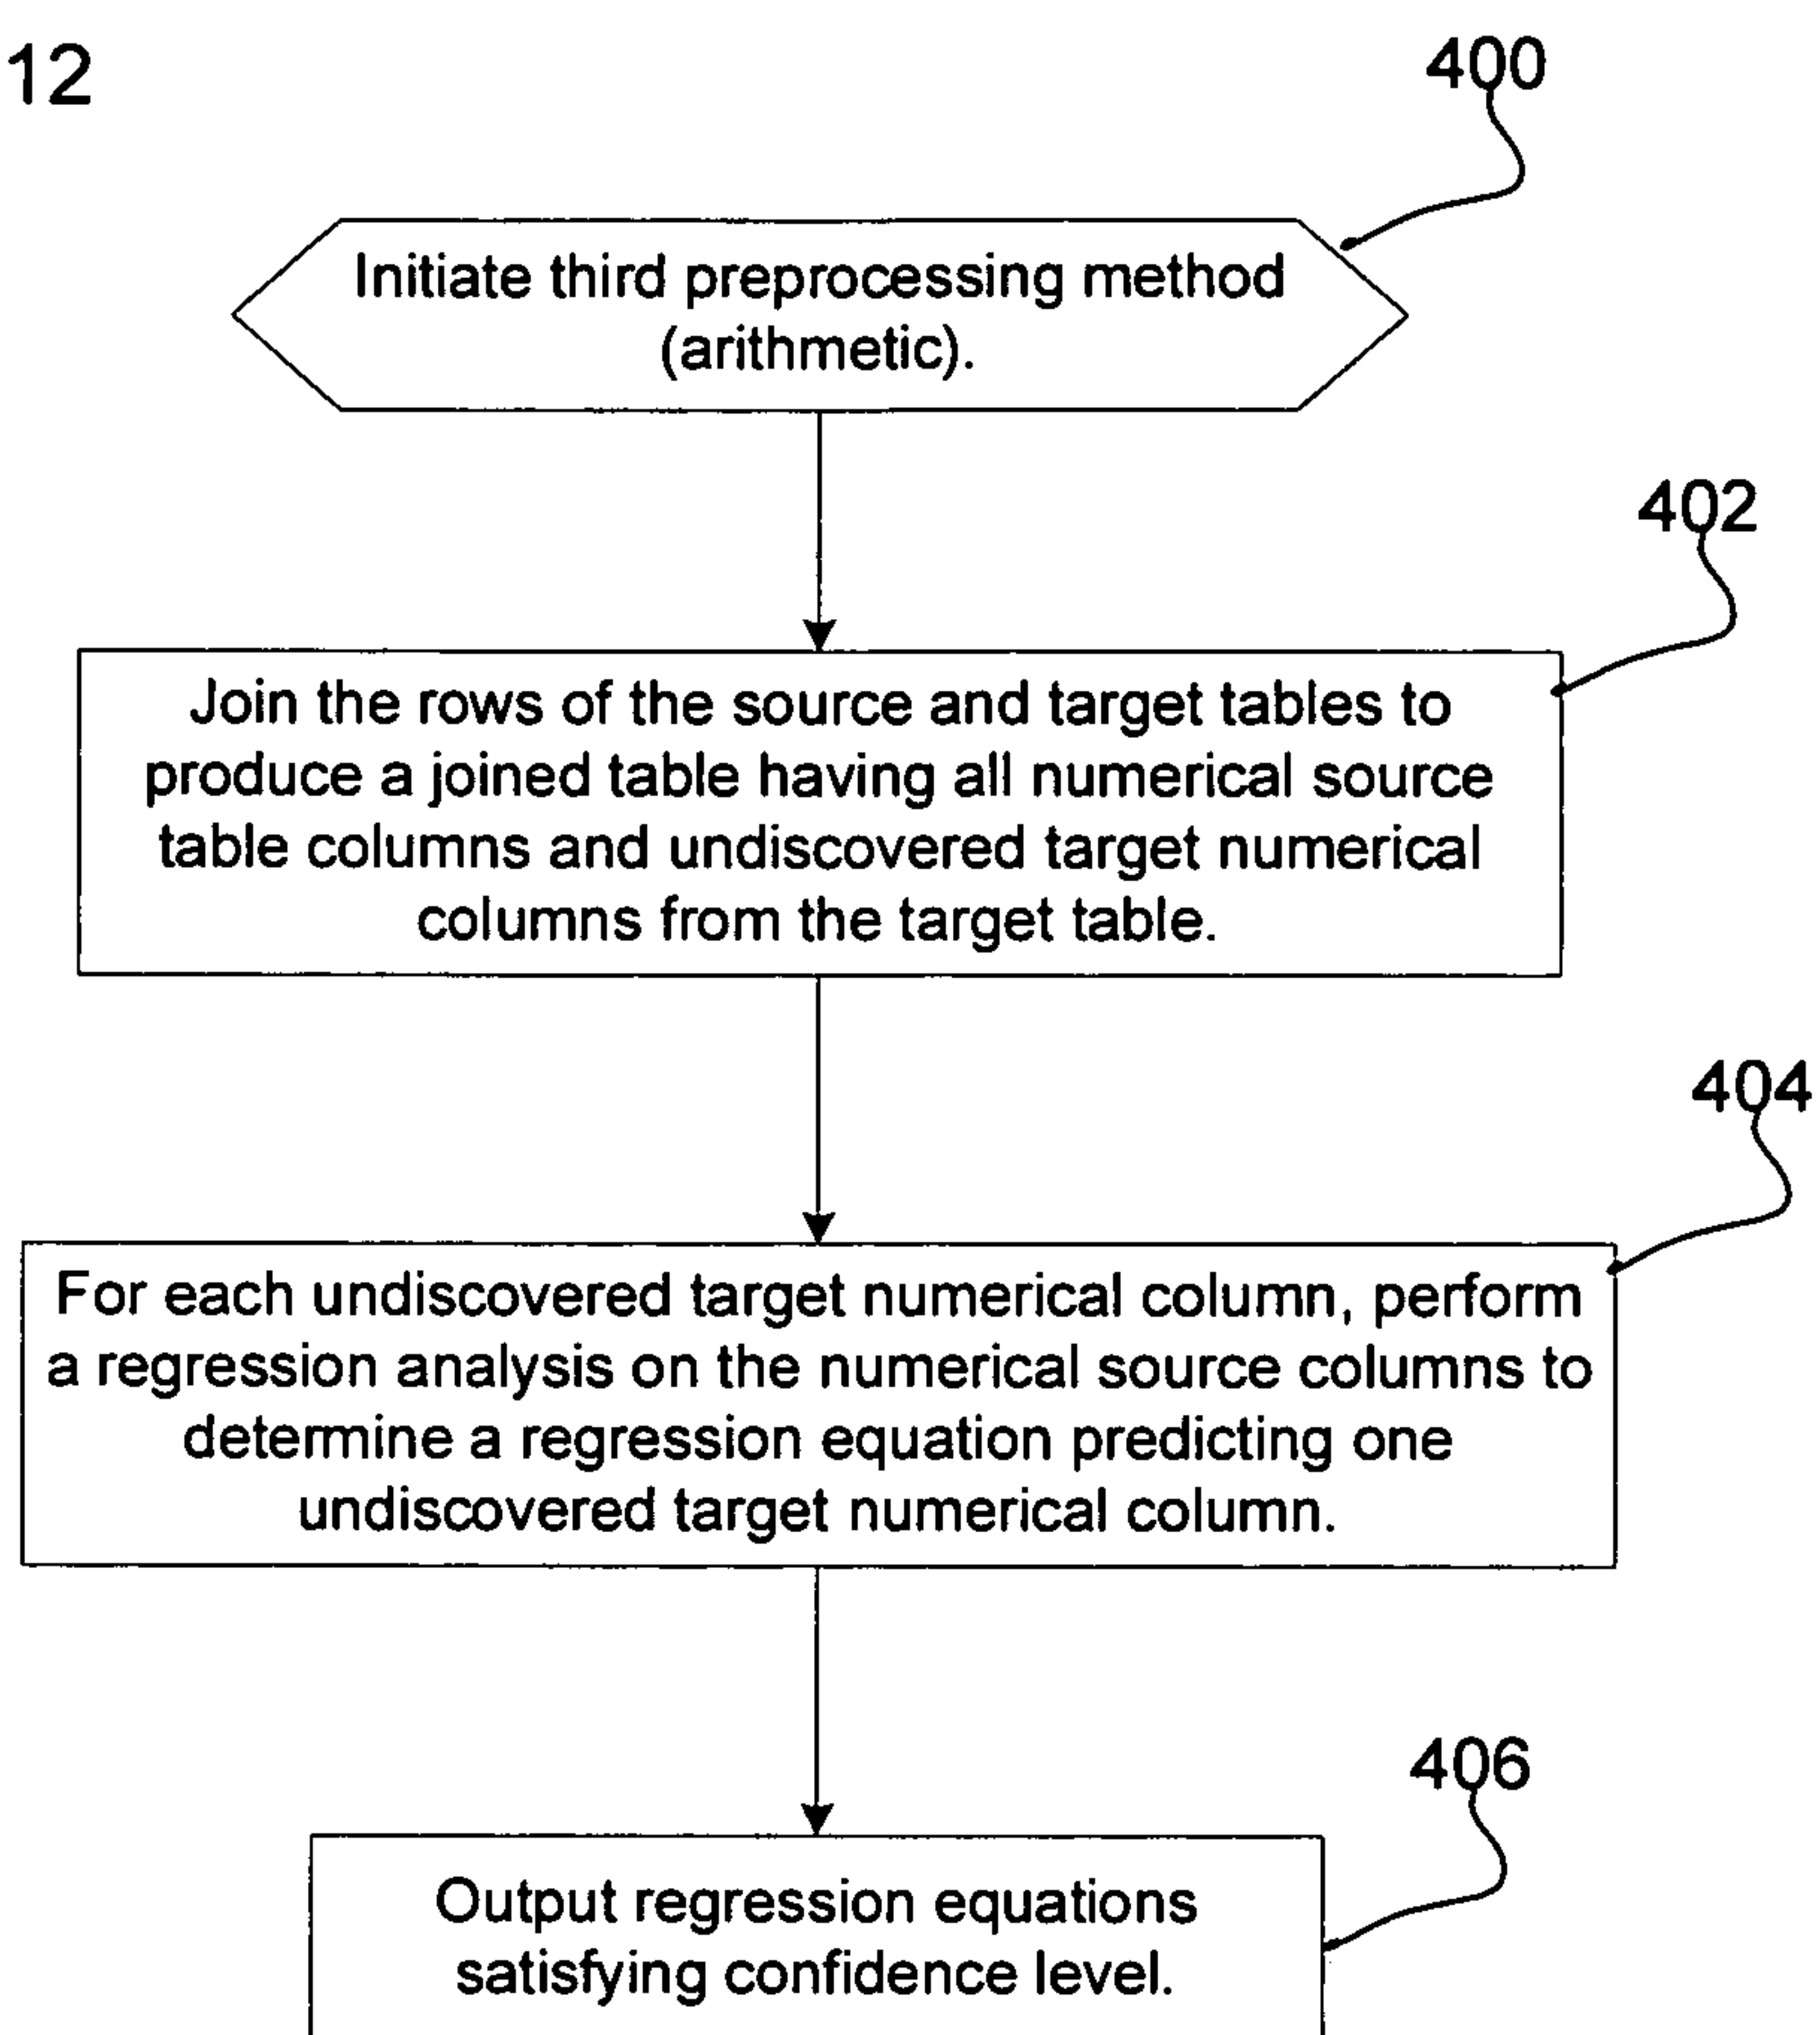 12
400
Initiate third preprocessing method
(arithmetic).
402
Join the rows of the source and target tables to
produce a joined table having all numerical source
table columns and undiscovered target numerical
columns from the target table.
404
For each undiscovered target numerical column, perform
a regression analysis on the numerical source columns to
determine a regression equation predicting one
undiscovered target numerical column.
406
Output regression equations
satisfying confidence level.